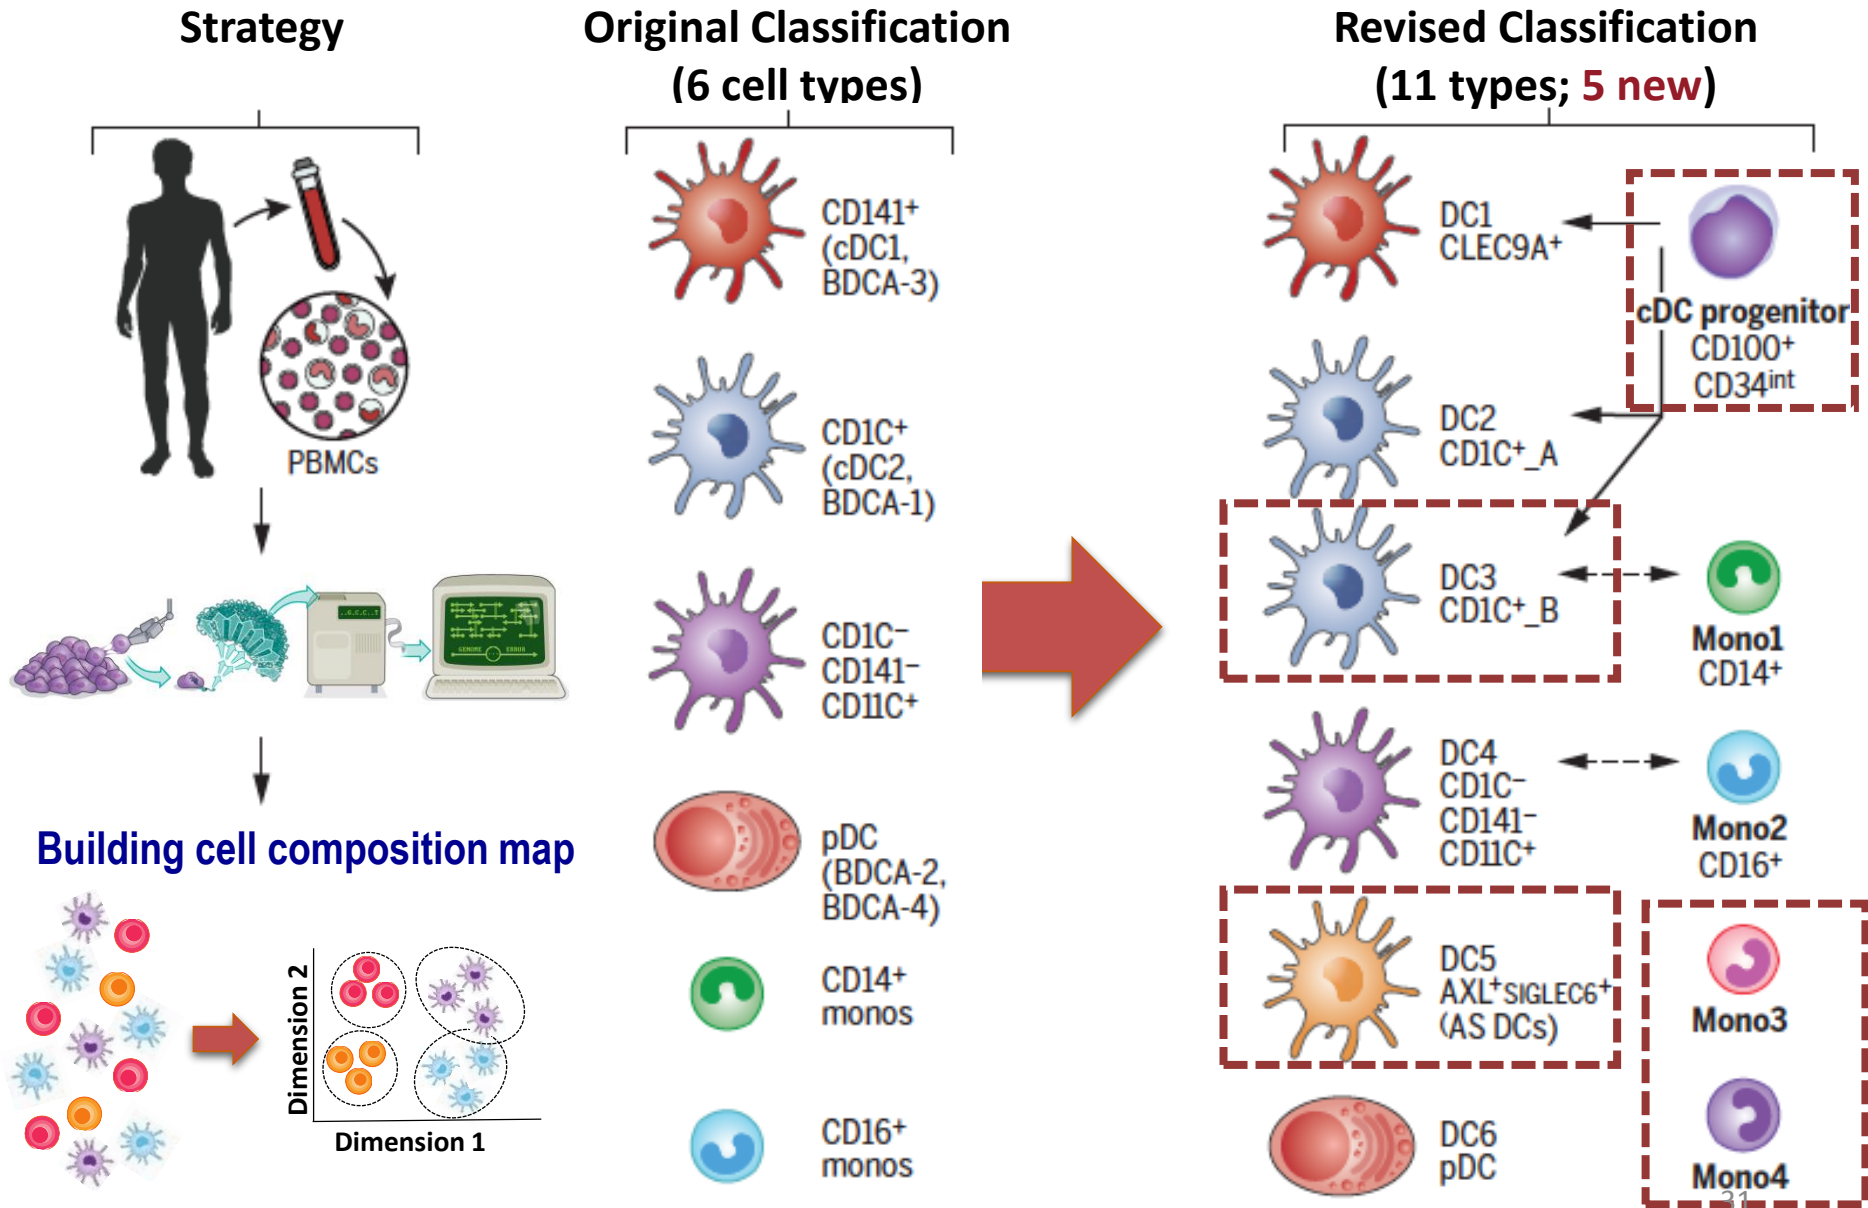 Strategy
PBMCs
..G.C.C..T
GENOME ERROR
Building cell composition map
Dimension 2
Dimension 1
Original Classification
(6 cell types)
CD141+
(cDC1,
BDCA-3)
CD1C+
(cDC2,
BDCA-1)
CD1C−
CD141−
CD11C+
pDC
(BDCA-2,
BDCA-4)
CD14+
monos
CD16+
monos
Revised Classification
(11 types; 5 new)
DC1
CLEC9A+
cDC progenitor
CD100+
CD34int
DC2
CD1C+_A
DC3
CD1C+_B
Mono1
CD14+
DC4
CD1C−
CD141−
CD11C+
Mono2
CD16+
DC5
AXL+SIGLEC6+
(AS DCs)
Mono3
DC6
pDC
Mono4
31